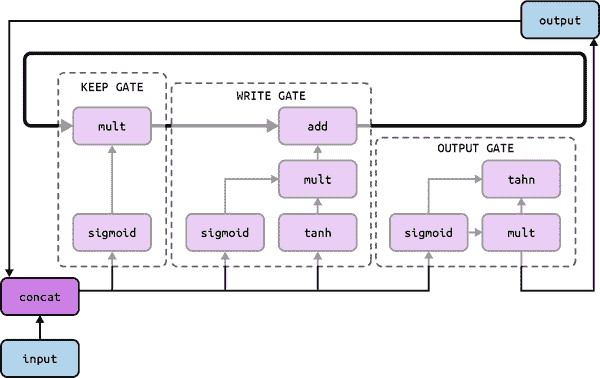 output
KEEP GATE
WRITE GATE
mult
add
OUTPUT GATE
mult
tahn
sigmoid
sigmoid
tanh
sigmoid
mult
concat
input